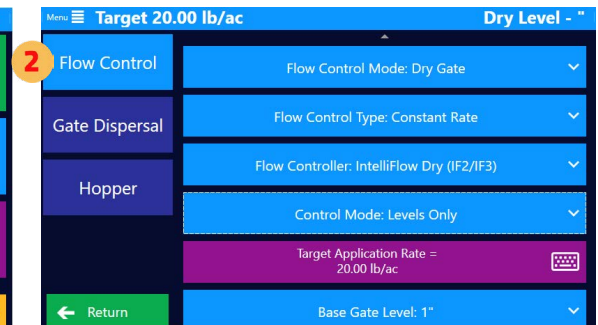 Menu Target 20.00 lb/ac
Dry Level - "
2
Flow Control
Gate Dispersal
Hopper
Return
Flow Control Mode: Dry Gate
Flow Control Type: Constant Rate
Flow Controller: IntelliFlow Dry (IF2/IF3)
Control Mode: Levels Only
Target Application Rate =
20.00 lb/ac
Base Gate Level: 1"